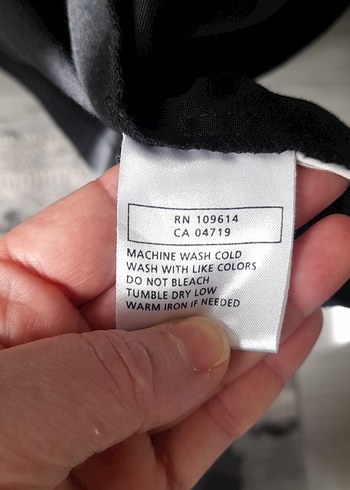 RN 109614
CA 04719
MACHINE WASH COLD
WASH WITH LIKE COLORS
DO NOT BLEACH
TUMBLE DRY LOW
WARM IRON IF NEEDED